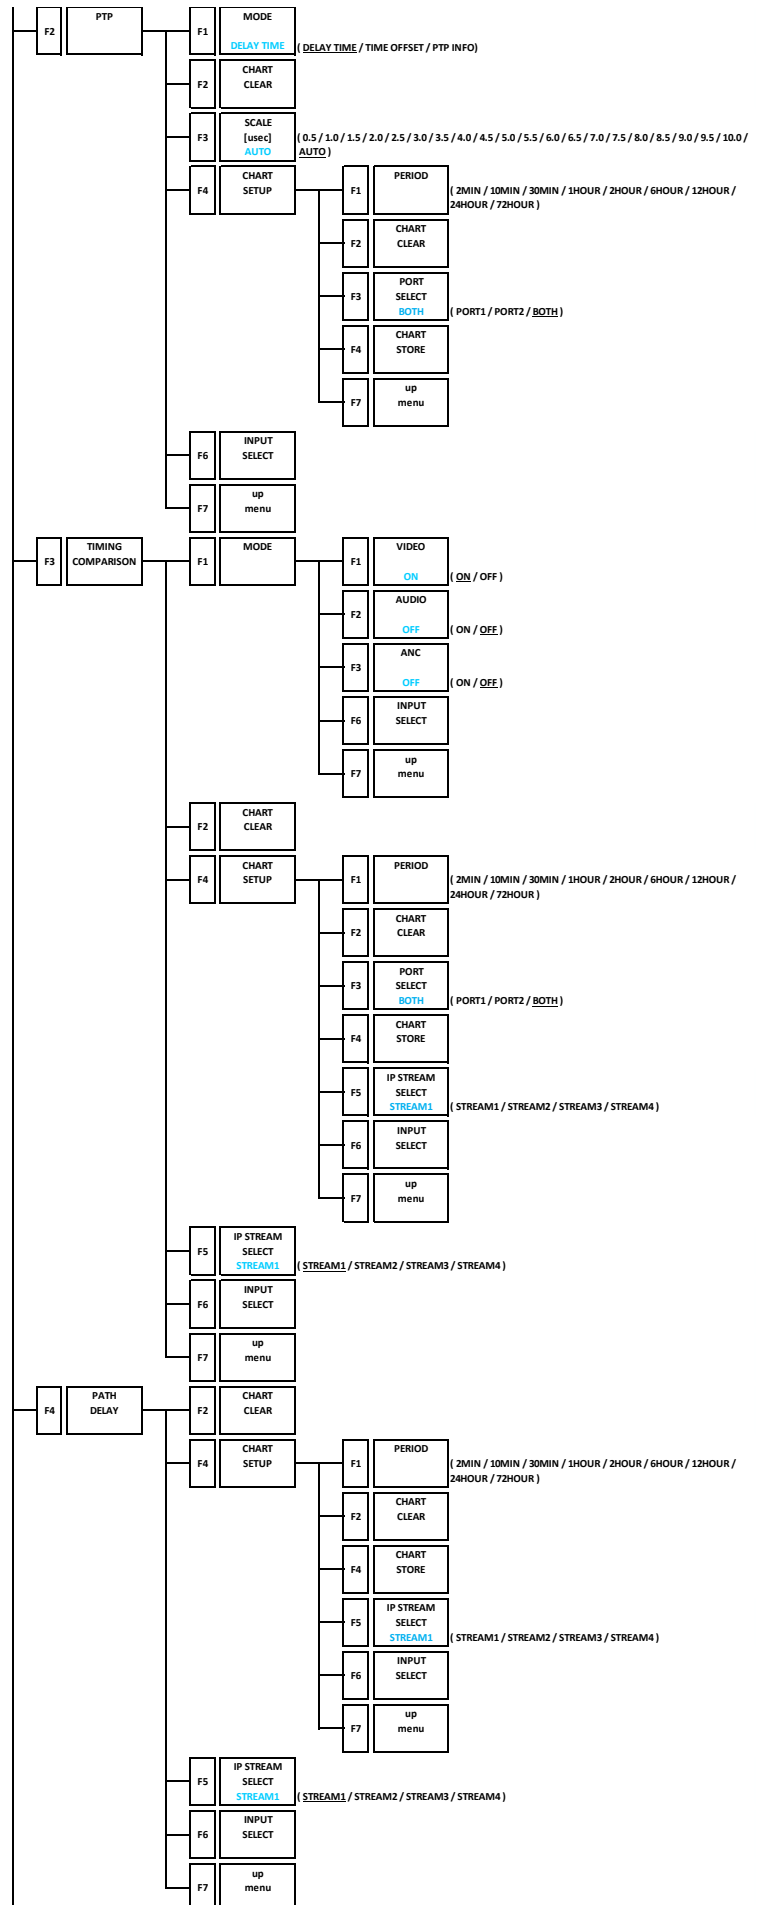 F2
PTP
F1
MODE
DELAY TIME
( DELAY TIME / TIME OFFSET / PTP INFO)
F2
CHART
CLEAR
F3
SCALE
[usec]
AUTO
( 0.5 / 1.0 / 1.5 / 2.0 / 2.5 / 3.0 / 3.5 / 4.0 / 4.5 / 5.0 / 5.5 / 6.0 / 6.5 / 7.0 / 7.5 / 8.0 / 8.5 / 9.0 / 9.5 / 10.0 /
AUTO )
F4
CHART
SETUP
F1
PERIOD
( 2MIN / 10MIN / 30MIN / 1HOUR / 2HOUR / 6HOUR / 12HOUR /
24HOUR / 72HOUR )
F2
CHART
CLEAR
F3
PORT
SELECT
BOTH
( PORT1 / PORT2 / BOTH )
F4
CHART
STORE
F7
up
menu
F6
INPUT
SELECT
F7
up
menu
F3
TIMING
COMPARISON
F1
MODE
F1
VIDEO
ON
( ON / OFF )
F2
AUDIO
OFF
( ON / OFF )
F3
ANC
OFF
( ON / OFF )
F6
INPUT
SELECT
F7
up
menu
F2
CHART
CLEAR
F4
CHART
SETUP
F1
PERIOD
( 2MIN / 10MIN / 30MIN / 1HOUR / 2HOUR / 6HOUR / 12HOUR /
24HOUR / 72HOUR )
F2
CHART
CLEAR
F3
PORT
SELECT
BOTH
( PORT1 / PORT2 / BOTH )
F4
CHART
STORE
F5
IP STREAM
SELECT
STREAM1
( STREAM1 / STREAM2 / STREAM3 / STREAM4 )
F6
INPUT
SELECT
F7
up
menu
F5
IP STREAM
SELECT
STREAM1
( STREAM1 / STREAM2 / STREAM3 / STREAM4 )
F6
INPUT
SELECT
F7
up
menu
F4
PATH
DELAY
F2
CHART
CLEAR
F4
CHART
SETUP
F1
PERIOD
( 2MIN / 10MIN / 30MIN / 1HOUR / 2HOUR / 6HOUR / 12HOUR /
24HOUR / 72HOUR )
F2
CHART
CLEAR
F4
CHART
STORE
F5
IP STREAM
SELECT
STREAM1
( STREAM1 / STREAM2 / STREAM3 / STREAM4 )
F6
INPUT
SELECT
F7
up
menu
F5
IP STREAM
SELECT
STREAM1
( STREAM1 / STREAM2 / STREAM3 / STREAM4 )
F6
INPUT
SELECT
F7
up
menu